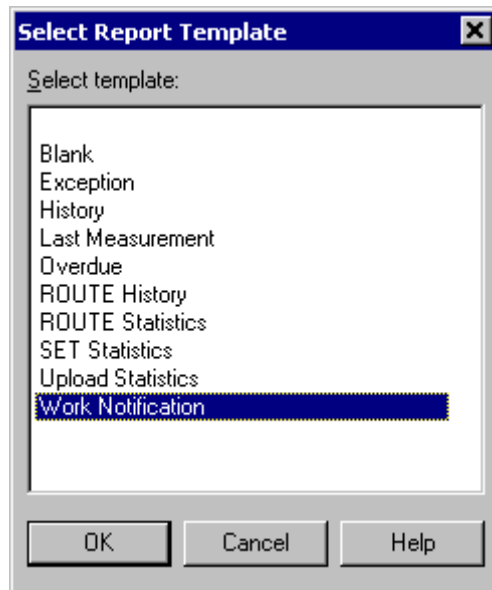 Select Report Template
Select template:
Blank
Exception
History
Last Measurement
Overdue
ROUTE History
ROUTE Statistics
SET Statistics
Upload Statistics
Work Notification
OK Cancel Help